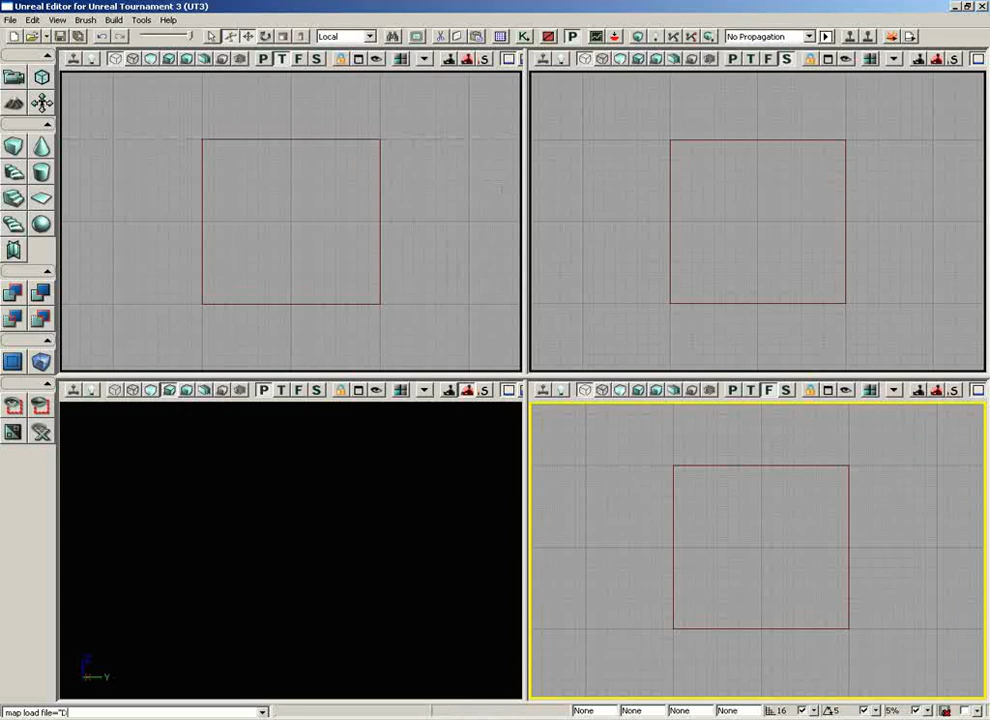 Unreal Editor for Unreal Tournament 3 (UT3)
File Edit View Brush Build Tools Help
Local
No Propagation
P T F S
P T F S
P T F S
P T F S
Y
map load file="D
None None None None 16 5 5%